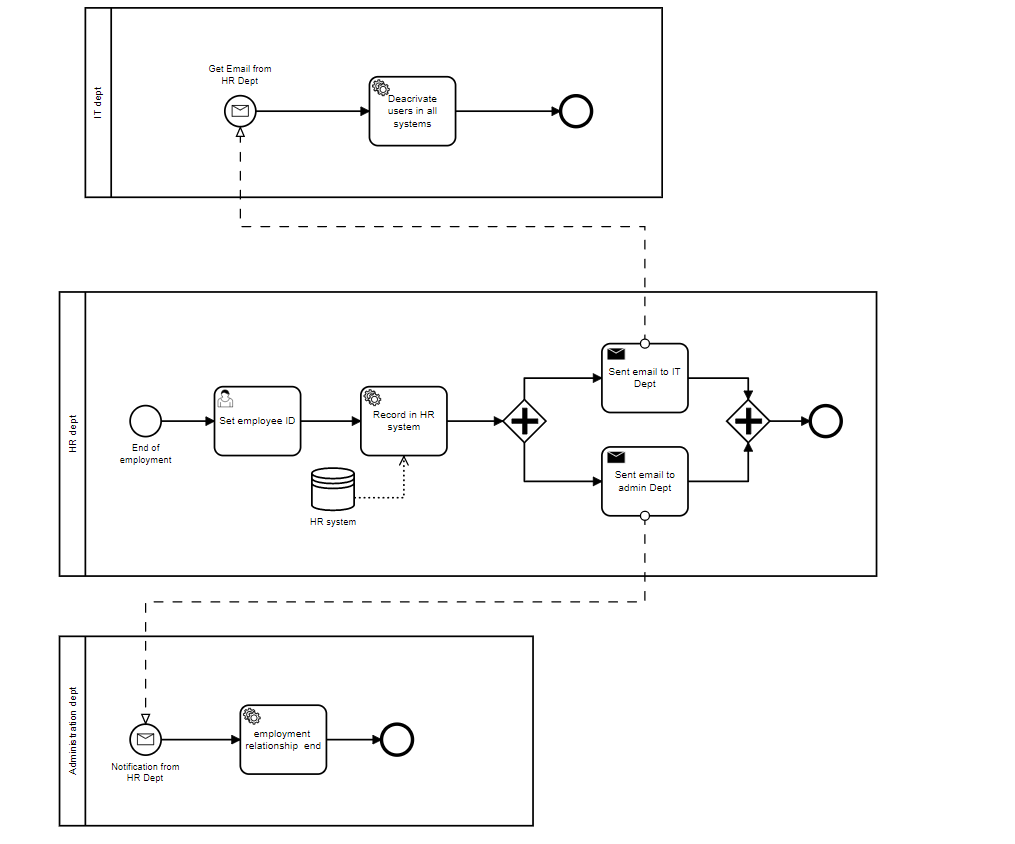 IT dept
Get Email from
HR Dept
Deacrivate
users in all
systems
HR dept
End of
employment
Set employee ID
Record in HR
system
HR system
Sent email to IT
Dept
Sent email to
admin Dept
Administration dept
Notification from
HR Dept
employment
relationship end